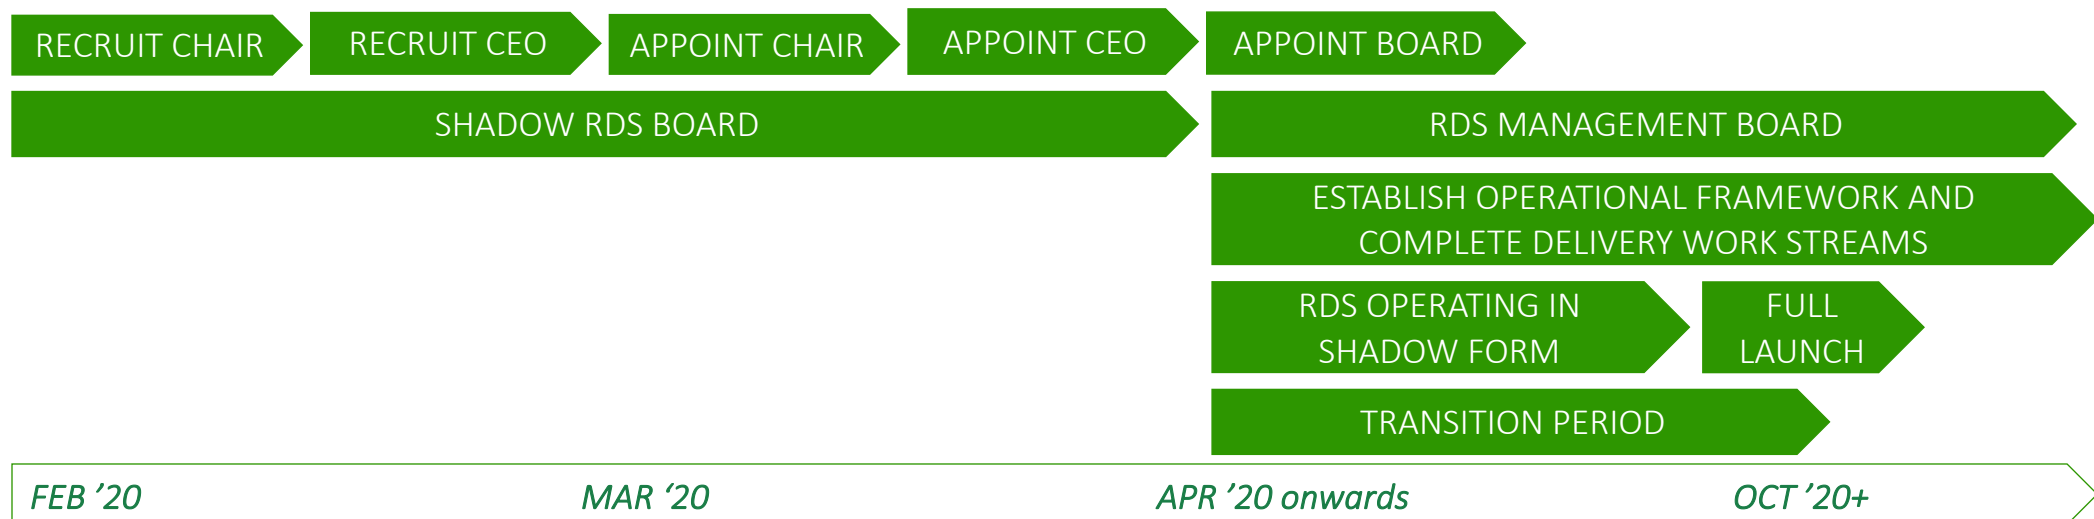 RECRUIT CHAIR
RECRUIT CEO
APPOINT CHAIR
APPOINT CEO
APPOINT BOARD
SHADOW RDS BOARD
RDS MANAGEMENT BOARD
ESTABLISH OPERATIONAL FRAMEWORK AND
COMPLETE DELIVERY WORK STREAMS
RDS OPERATING IN
SHADOW FORM
FULL
LAUNCH
TRANSITION PERIOD
FEB ’20
MAR ‘20
APR ’20 onwards
OCT ’20+